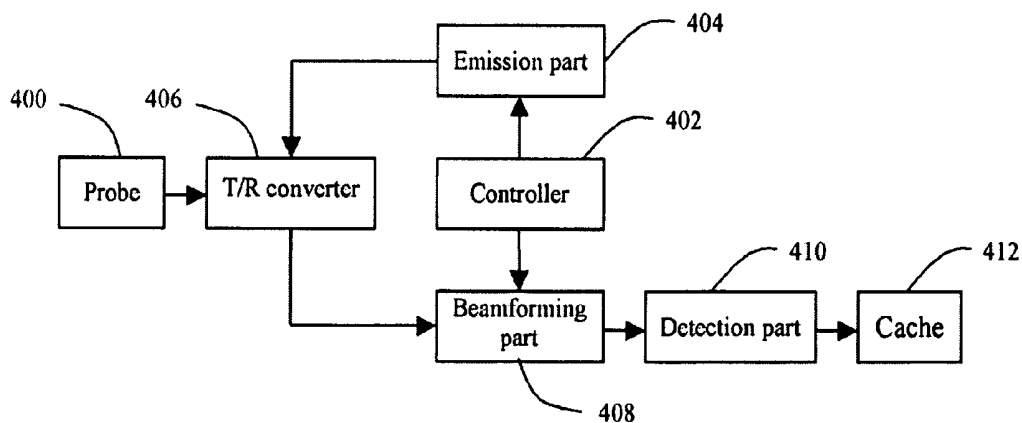 404
Emission part
400
406
402
Probe
T/R converter
Controller
410
412
Beamforming
part
Detection part
Cache
408